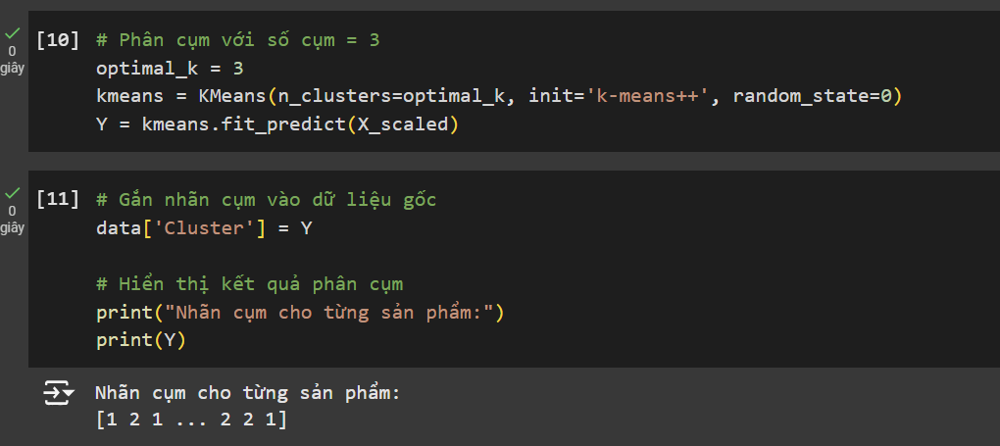 [10] # Phân cụm với số cụm = 3
optimal_k = 3
kmeans = KMeans(n_clusters=optimal_k, init='k-means++', random_state=0)
Y = kmeans.fit_predict(X_scaled)
0
giây
[11] # Gắn nhãn cụm vào dữ liệu gốc
data['Cluster'] = Y
# Hiển thị kết quả phân cụm
print("Nhãn cụm cho từng sản phẩm:")
print(Y)
0
giây
Nhãn cụm cho từng sản phẩm:
[1 2 1 ... 2 2 1]